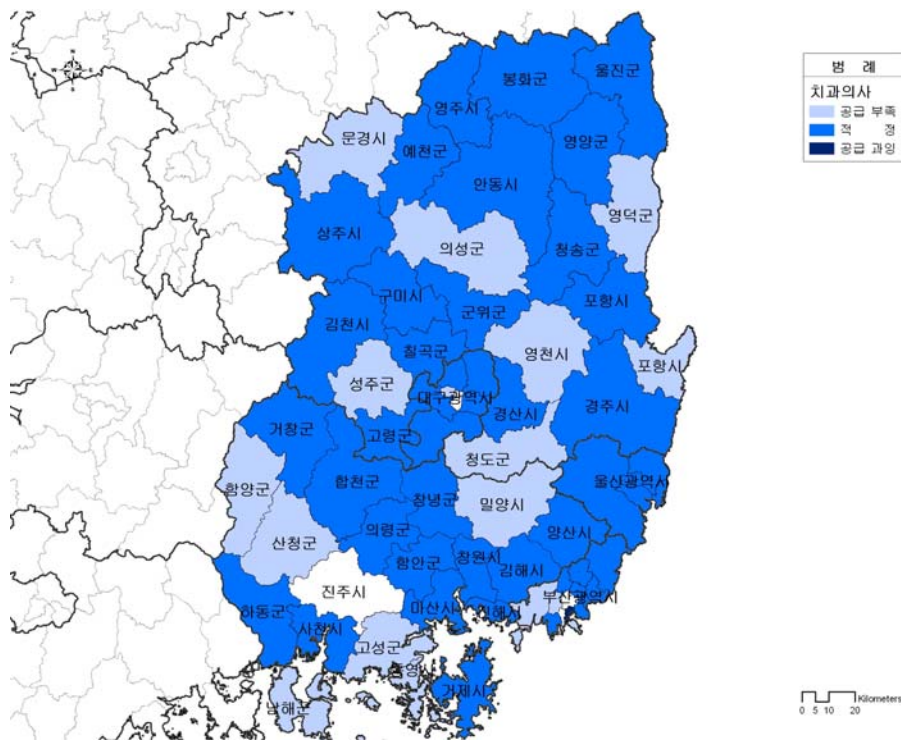 범 례
치과의사
공급 부족
적 정
공급 과잉
N
W E
S
울진군
봉화군
영주시
문경시
예천군
영양군
안동시
영덕군
상주시
의성군
청송군
구미시
군위군
포항시
김천시
칠곡군
영천시
포항시
성주군
대구광역시
경산시
경주시
거창군
고령군
청도군
함양군
합천군
창녕군
밀양시
울산광역시
의령군
양산시
산청군
함안군
창원시
김해시
진주시
하동군
마산시
진해시
부산광역시
사천시
고성군
통영시
거제시
남해군
Kilometers
0 5 10 20